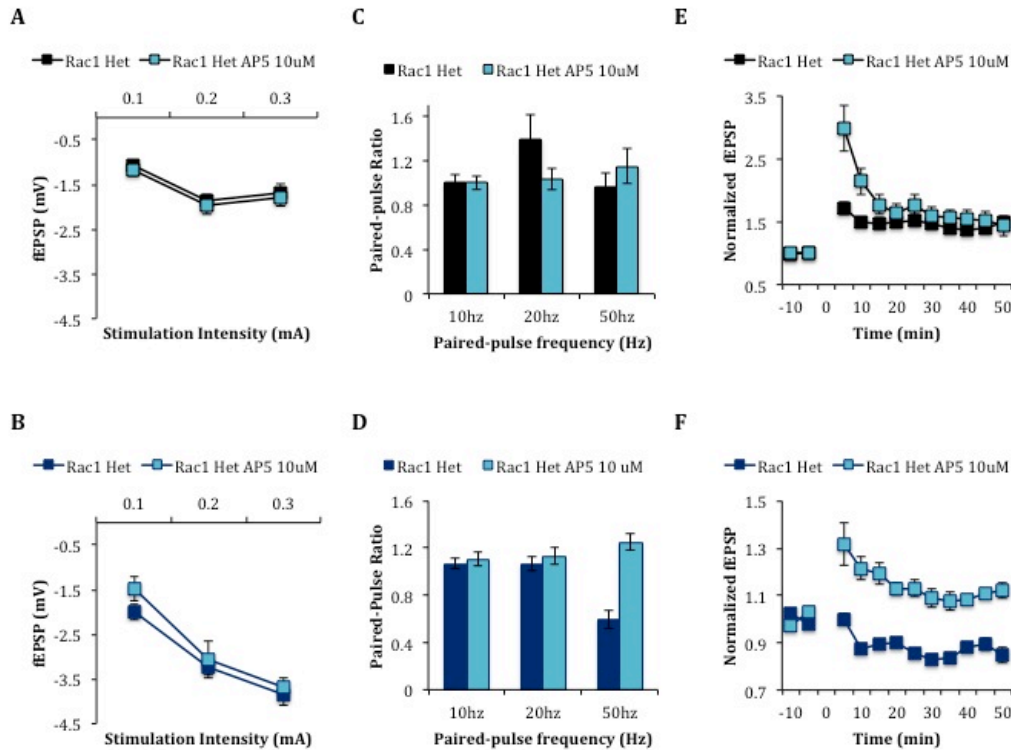 A
Rac1 Het
Rac1 Het AP5 10uM
0.1 0.2 0.3
-0.5
-1.5
-2.5
-3.5
-4.5
fEPSP (mV)
Stimulation Intensity (mA)
C
Rac1 Het
Rac1 Het AP5 10uM
1.6
1.2
0.8
0.4
0
Paired-pulse Ratio
10hz 20hz 50hz
Paired-pulse frequency (Hz)
E
Rac1 Het
Rac1 Het AP5 10uM
3.5
2.5
1.5
0.5
Normalized fEPSP
-10 0 10 20 30 40 50
Time (min)
B
Rac1 Het
Rac1 Het AP5 10uM
0.1 0.2 0.3
-0.5
-1.5
-2.5
-3.5
-4.5
fEPSP (mV)
Stimulation Intensity (mA)
D
Rac1 Het
Rac1 Het AP5 10 uM
1.6
1.2
0.8
0.4
0
Paired-Pulse Ratio
10hz 20hz 50hz
Paired-pulse frequency (Hz)
F
Rac1 Het
Rac1 Het AP5 10uM
1.5
1.3
1.1
0.9
0.7
Normalized fEPSP
-10 0 10 20 30 40 50
Time (min)